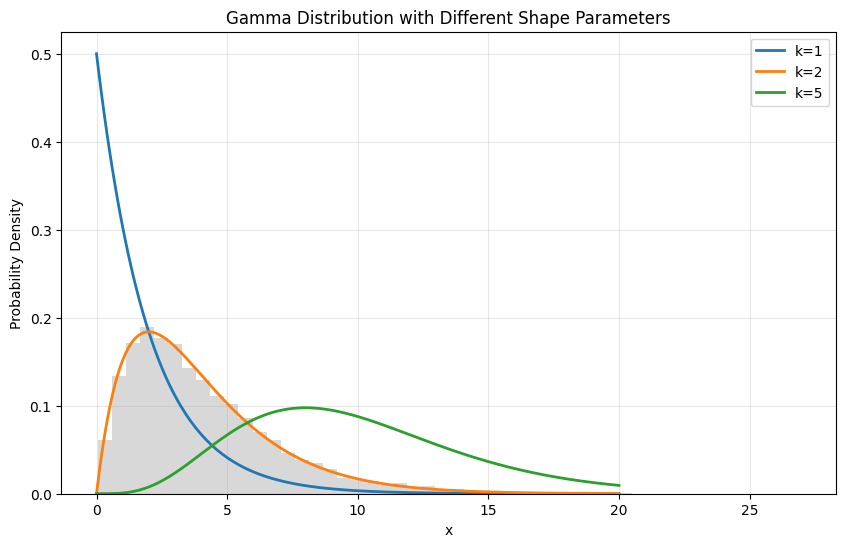 Gamma Distribution with Different Shape Parameters
k=1
k=2
k=5
Probability Density
0.5
0.4
0.3
0.2
0.1
0.0
0 5 10 15 20 25
x